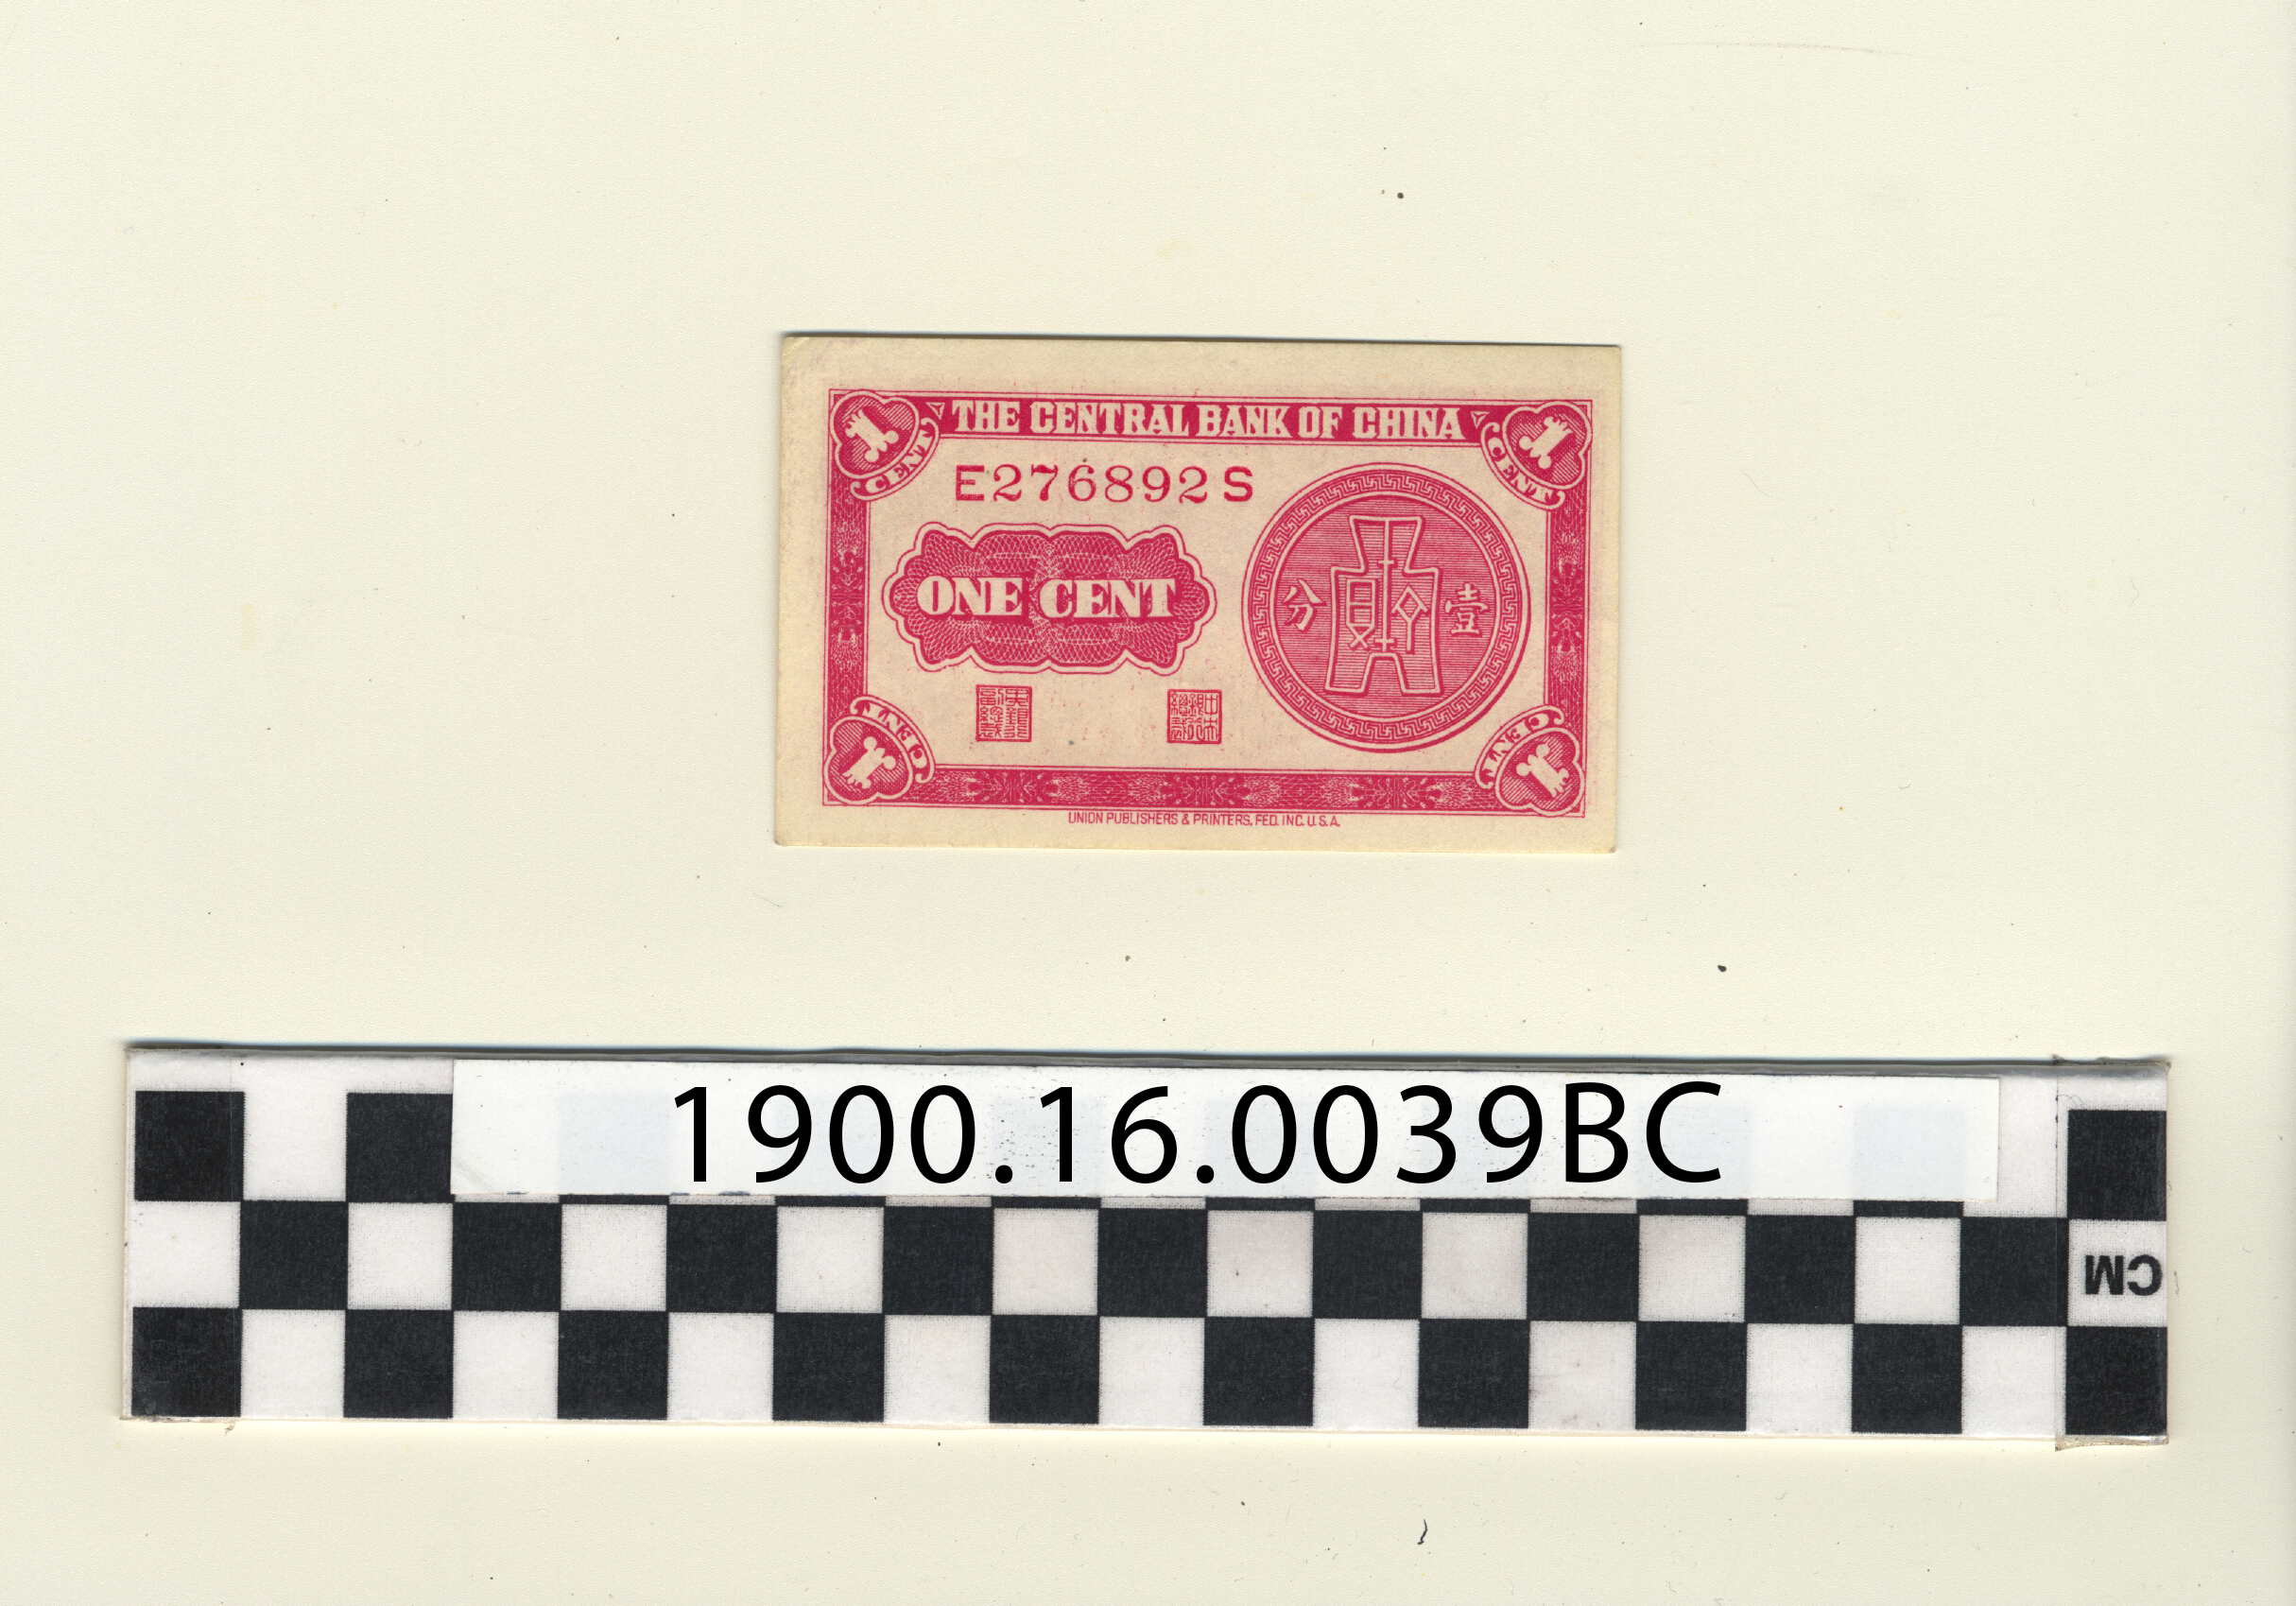 THE CENTRAL BANK OF CHINA
1 CENT
1 CENT
E276892S
ONE CENT
分 壹
1 CENT
1 CENT
UNION PUBLISHERS & PRINTERS, FED. INC. U.S.A.
1900.16.0039BC
CM